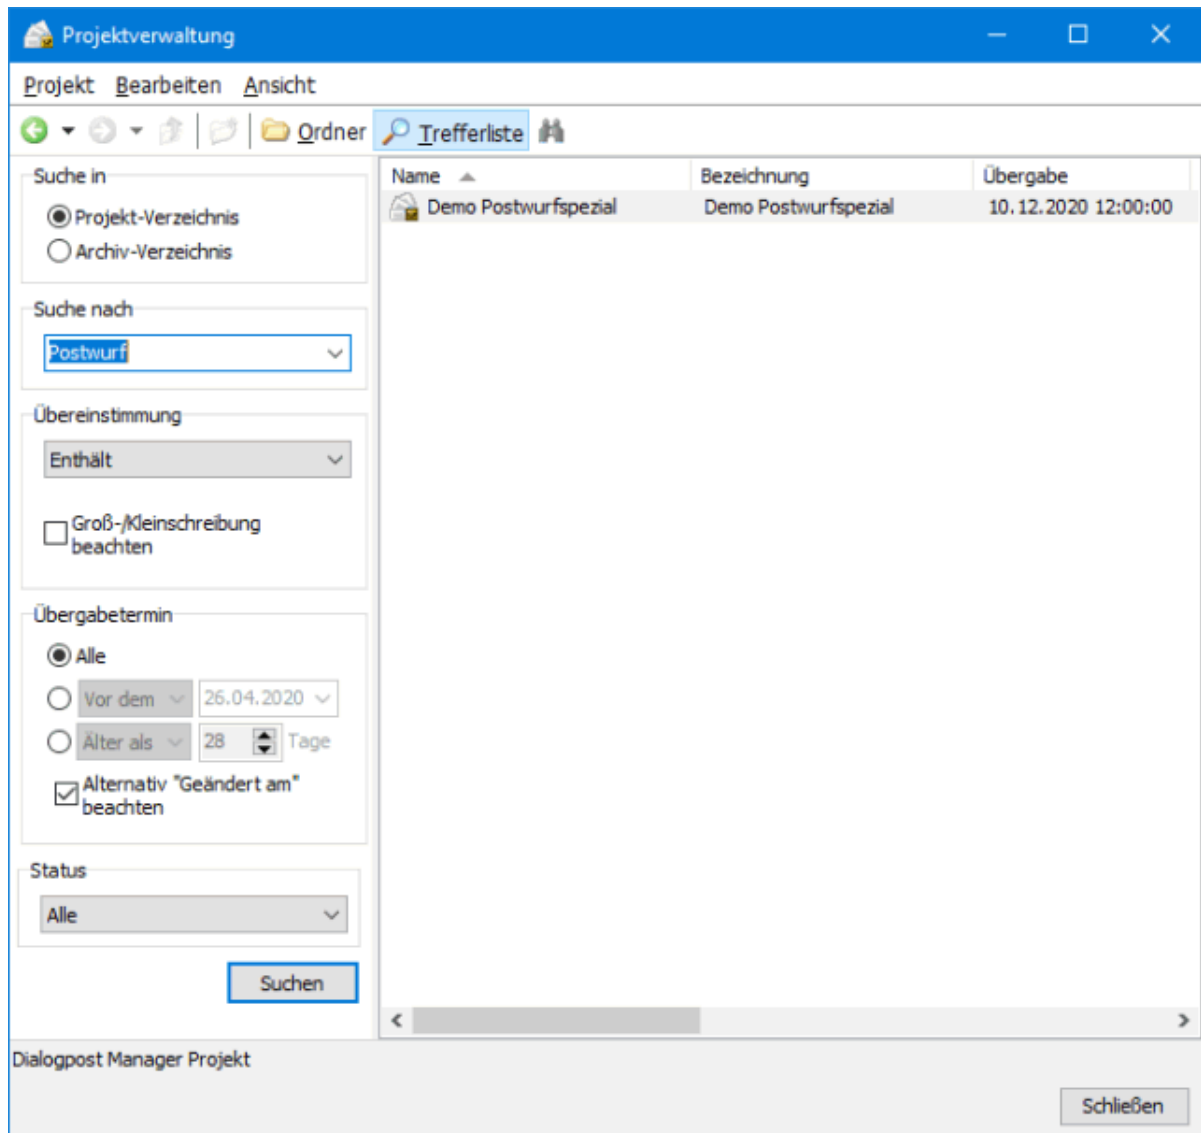 Projektverwaltung
Projekt Bearbeiten Ansicht
Ordner Trefferliste
Suche in
Projekt-Verzeichnis
Archiv-Verzeichnis
Suche nach
Postwurf
Übereinstimmung
Enthält
Groß-/Kleinschreibung
beachten
Übergabetermin
Alle
Vor dem 26.04.2020
Älter als 28 Tage
Alternativ "Geändert am"
beachten
Status
Alle
Suchen
Name Bezeichnung Übergabe
Demo Postwurfspezial Demo Postwurfspezial 10.12.2020 12:00:00
Dialogpost Manager Projekt
Schließen